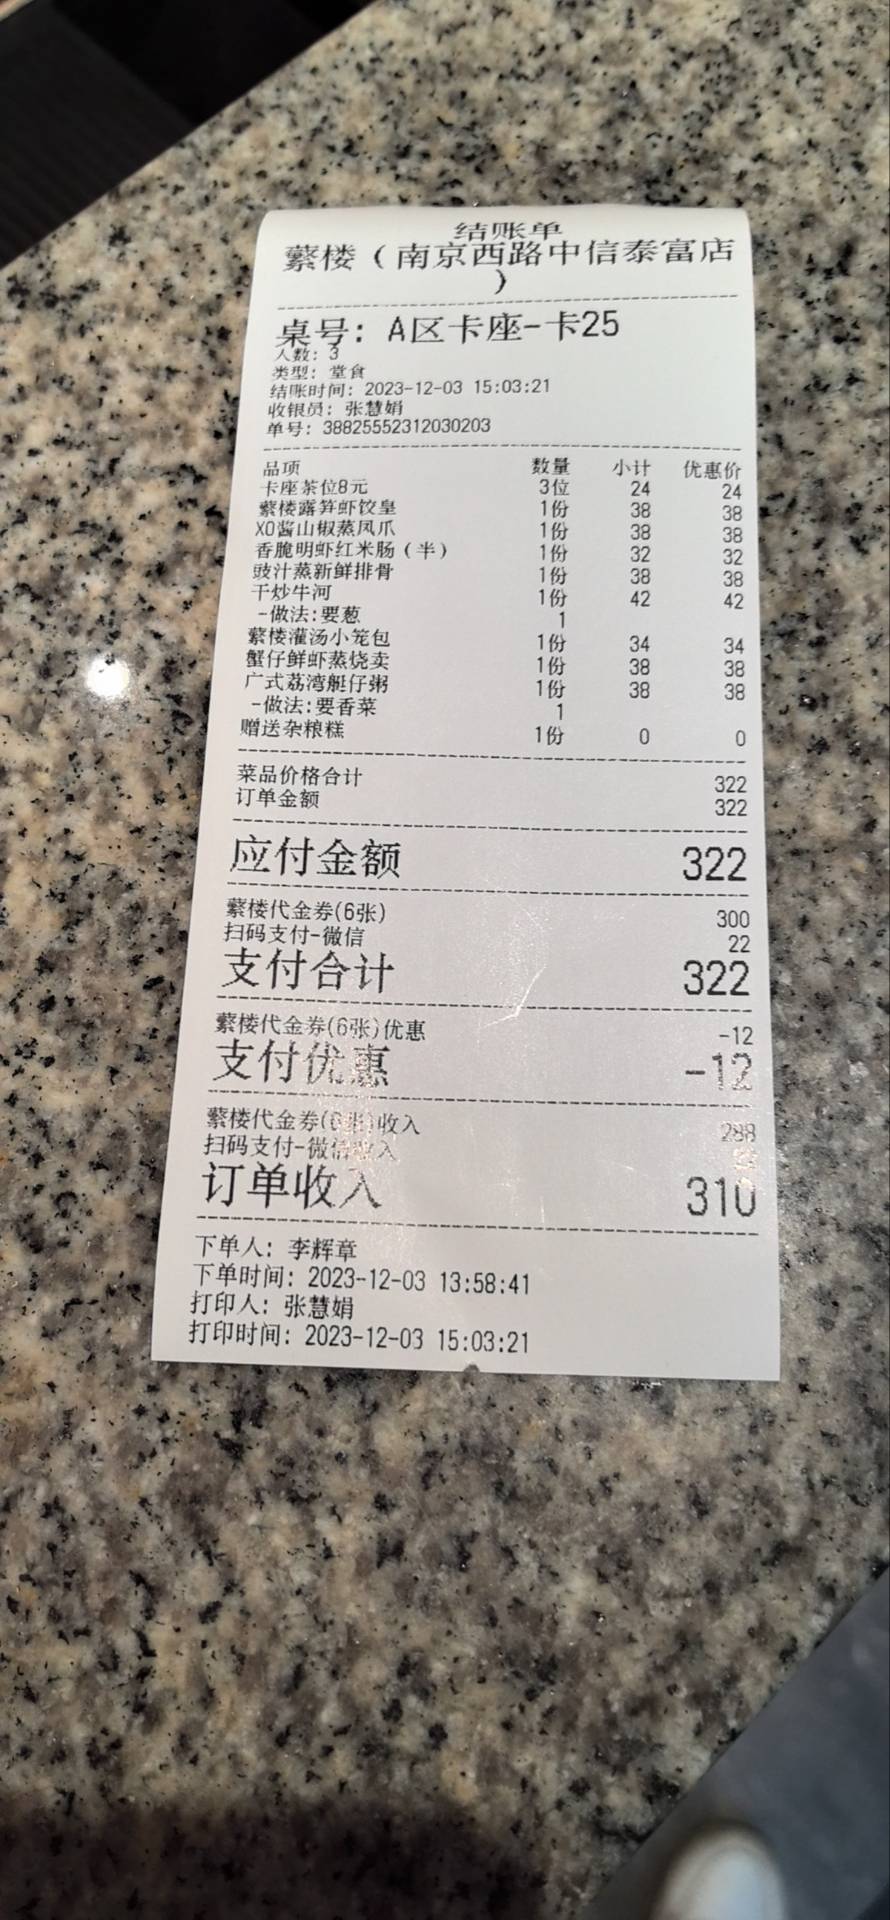 结账单
蘩楼（南京西路中信泰富店
）
桌号: A区卡座-卡25
人数: 3
类型: 堂食
结账时间: 2023-12-03 15:03:21
收银员: 张慧娟
单号: 38825552312030203
品项 数量 小计 优惠价
卡座茶位8元 3位 24 24
蘩楼露笋虾饺皇 1份 38 38
XO酱山椒蒸凤爪 1份 38 38
香脆明虾红米肠（半） 1份 32 32
豉汁蒸新鲜排骨 1份 38 38
干炒牛河 1份 42 42
-做法:要葱 1
蘩楼灌汤小笼包 1份 34 34
蟹仔鲜虾蒸烧卖 1份 38 38
广式荔湾艇仔粥 1份 38 38
-做法:要香菜 1
赠送杂粮糕 1份 0 0
菜品价格合计 322
订单金额 322
应付金额 322
蘩楼代金券(6张) 300
扫码支付-微信 22
支付合计 322
蘩楼代金券(6张)优惠 -12
支付优惠 -12
蘩楼代金券(6张)收入 288
扫码支付-微信收入
订单收入 310
下单人: 李辉章
下单时间: 2023-12-03 13:58:41
打印人: 张慧娟
打印时间: 2023-12-03 15:03:21